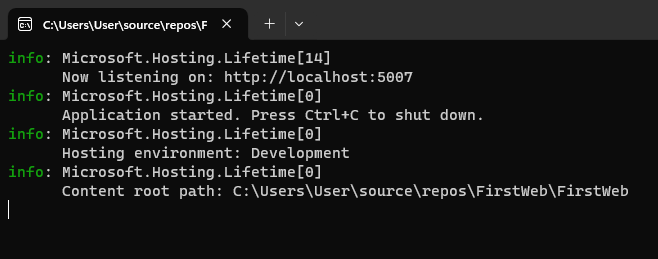 C:\Users\User\source\repos\F
info: Microsoft.Hosting.Lifetime[14]
Now listening on: http://localhost:5007
info: Microsoft.Hosting.Lifetime[0]
Application started. Press Ctrl+C to shut down.
info: Microsoft.Hosting.Lifetime[0]
Hosting environment: Development
info: Microsoft.Hosting.Lifetime[0]
Content root path: C:\Users\User\source\repos\FirstWeb\FirstWeb